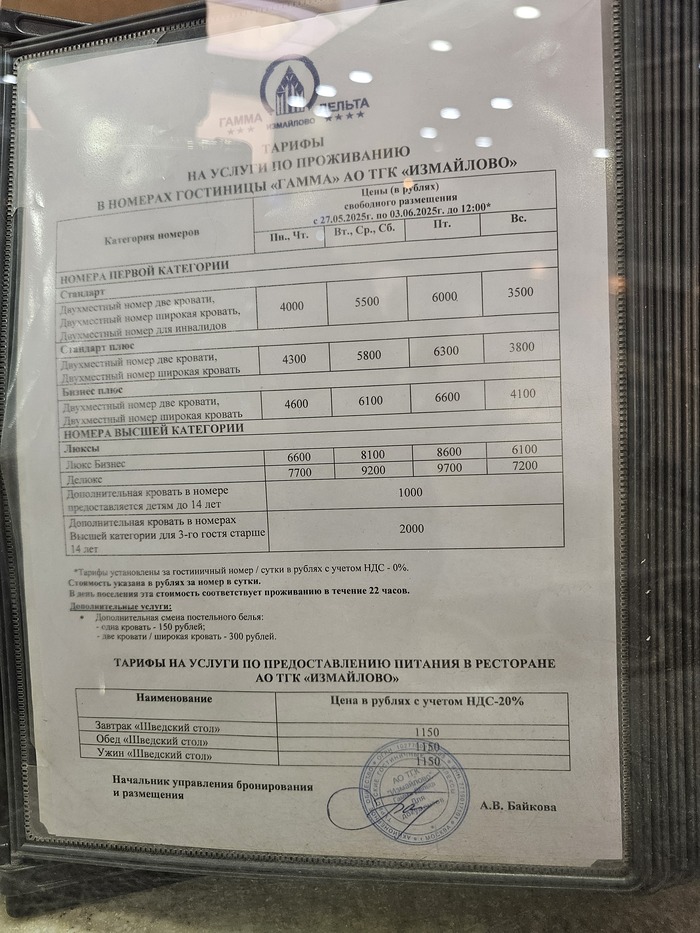 ГАММА
★★★
ИЗМАЙЛОВО
ДЕЛЬТА
★★★★
ТАРИФЫ
НА УСЛУГИ ПО ПРОЖИВАНИЮ
В НОМЕРАХ ГОСТИНИЦЫ «ГАММА» АО ТГК «ИЗМАЙЛОВО»
Категория номеров
Цены (в рублях)
свободного размещения
с 27.05.2025г. по 03.06.2025г. до 12:00*
Пн., Чт. Вт., Ср., Сб. Пт. Вс.
НОМЕРА ПЕРВОЙ КАТЕГОРИИ
Стандарт
Двухместный номер две кровати,
Двухместный номер широкая кровать,
Двухместный номер для инвалидов
4000 5500 6000 3500
Стандарт плюс
Двухместный номер две кровати,
Двухместный номер широкая кровать
4300 5800 6300 3800
Бизнес плюс
Двухместный номер две кровати,
Двухместный номер широкая кровать
4600 6100 6600 4100
НОМЕРА ВЫСШЕЙ КАТЕГОРИИ
Люксы
Люкс Бизнес 6600 8100 8600 6100
Делюкс 7700 9200 9700 7200
Дополнительная кровать в номере
предоставляется детям до 14 лет
1000
Дополнительная кровать в номерах
Высшей категории для 3-го гостя старше
14 лет
2000
*Тарифы установлены за гостиничный номер / сутки в рублях с учетом НДС - 0%.
Стоимость указана в рублях за номер в сутки.
В день поселения эта стоимость соответствует проживанию в течение 22 часов.
Дополнительные услуги:
• Дополнительная смена постельного белья:
- одна кровать - 150 рублей;
- две кровати / широкая кровать - 300 рублей.
ТАРИФЫ НА УСЛУГИ ПО ПРЕДОСТАВЛЕНИЮ ПИТАНИЯ В РЕСТОРАНЕ
АО ТГК «ИЗМАЙЛОВО»
Наименование Цена в рублях с учетом НДС-20%
Завтрак «Шведский стол» 1150
Обед «Шведский стол» 1150
Ужин «Шведский стол» 1150
Начальник управления бронирования
и размещения
А.В. Байкова
АО ТГК
"Измайлово"
Для